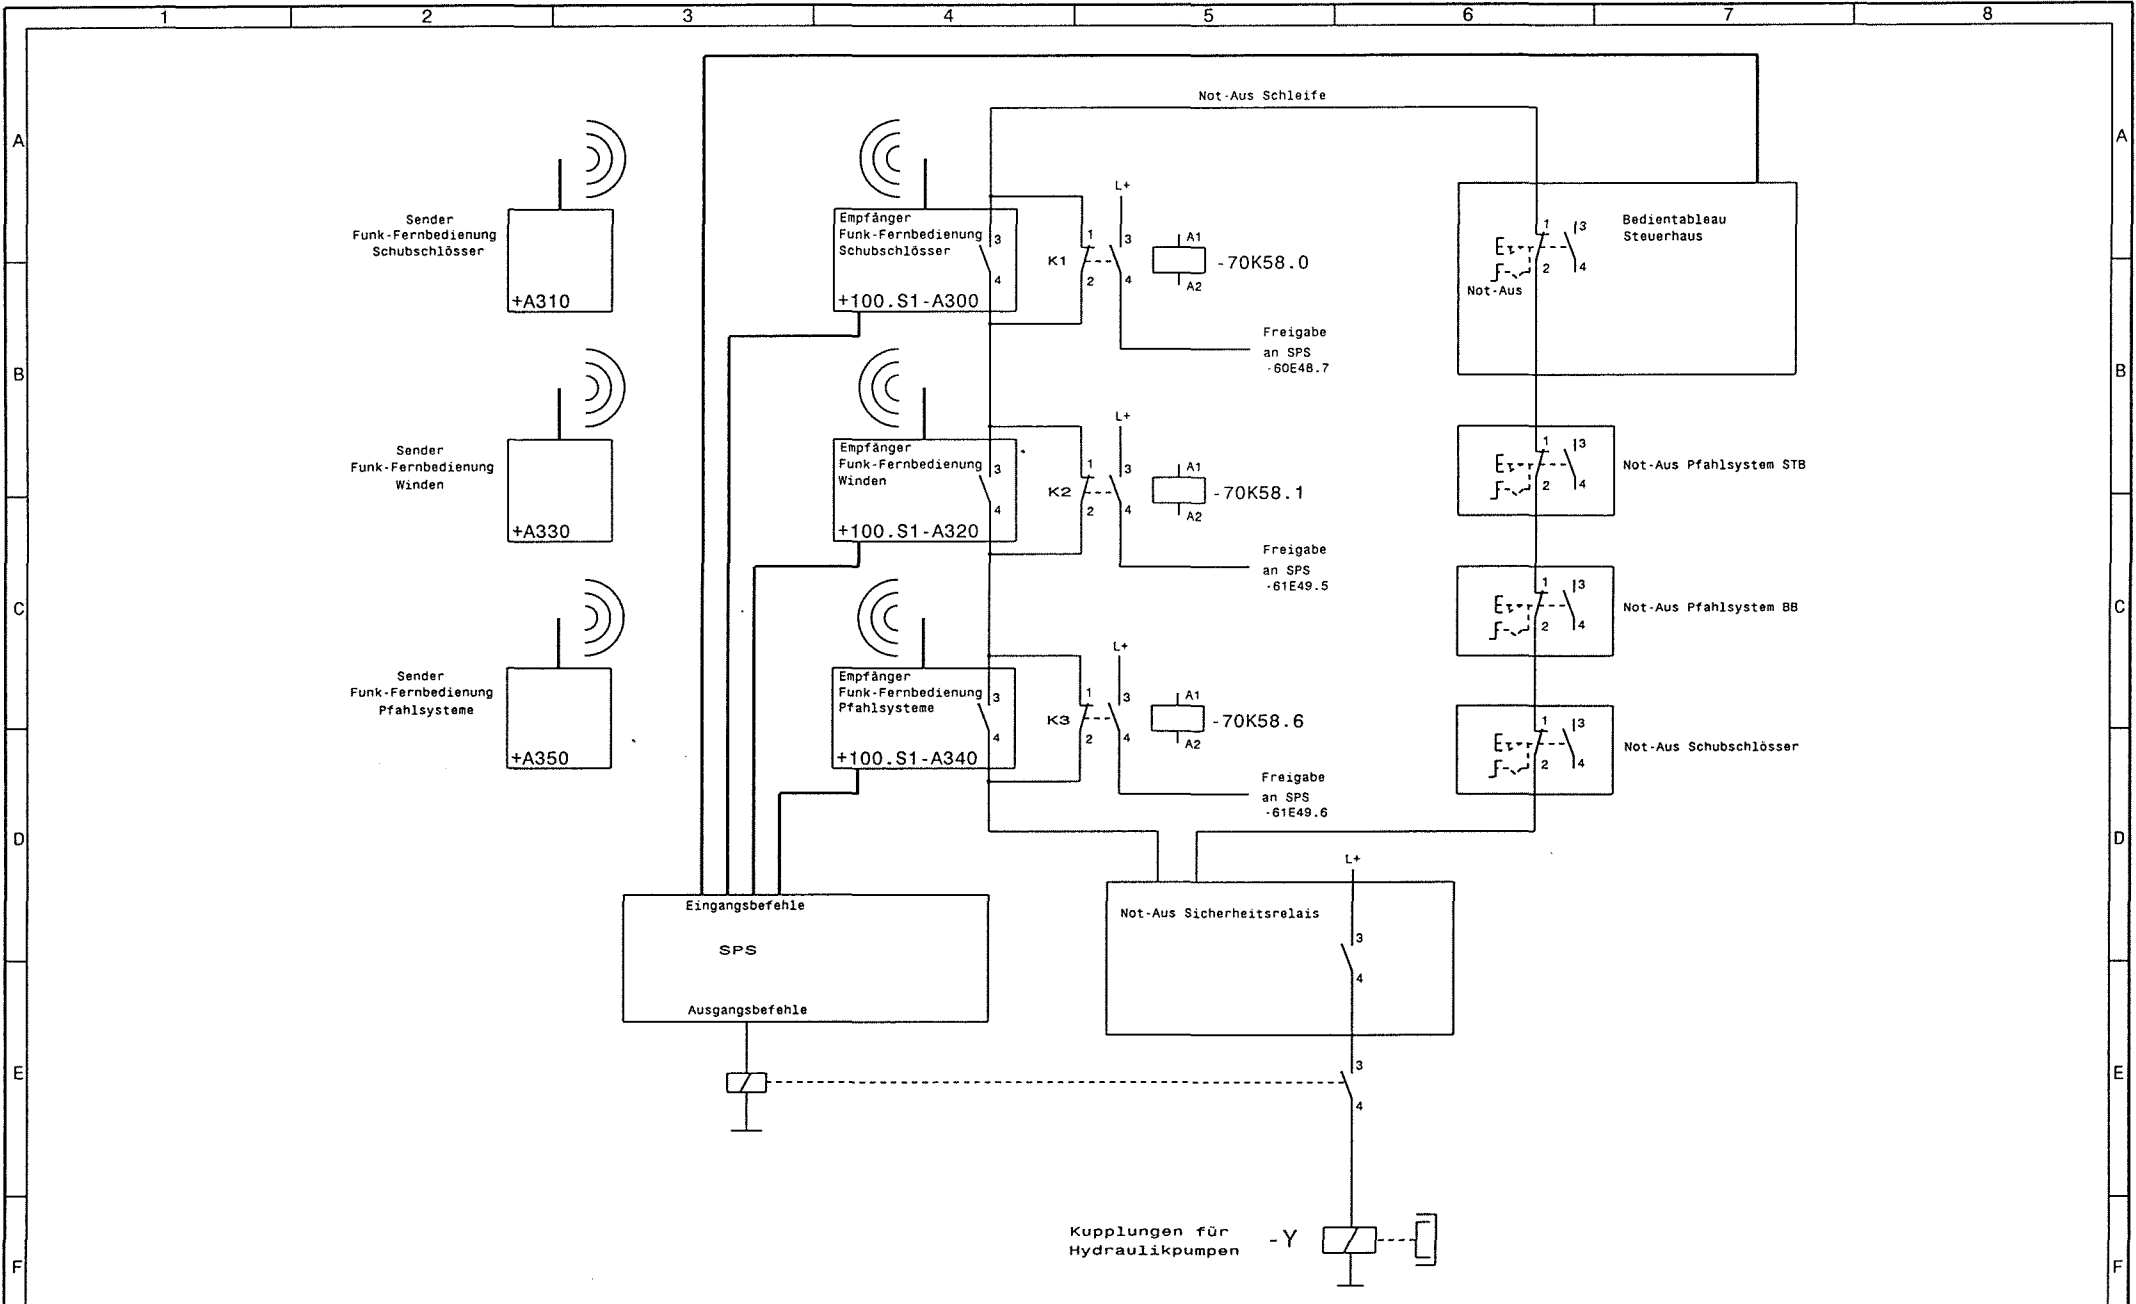 1 2 3 4 5 6 7 8
A A
B B
C C
D D
E E
F F
Not-Aus Schleife
Sender
Funk-Fernbedienung
Schubschlösser
+A310
Empfänger
Funk-Fernbedienung
Schubschlösser
+100.S1-A300
3
4
K1
1
2
L+
3
4
A1
A2
-70K58.0
Freigabe
an SPS
-60E48.7
Bedientableau
Steuerhaus
1
2
3
4
Not-Aus
Sender
Funk-Fernbedienung
Winden
+A330
Empfänger
Funk-Fernbedienung
Winden
+100.S1-A320
3
4
K2
1
2
L+
3
4
A1
A2
-70K58.1
Freigabe
an SPS
-61E49.5
1
2
3
4
Not-Aus Pfahlsystem STB
1
2
3
4
Not-Aus Pfahlsystem BB
Sender
Funk-Fernbedienung
Pfahlsysteme
+A350
Empfänger
Funk-Fernbedienung
Pfahlsysteme
+100.S1-A340
3
4
K3
1
2
L+
3
4
A1
A2
-70K58.6
Freigabe
an SPS
-61E49.6
1
2
3
4
Not-Aus Schubschlösser
Eingangsbefehle
SPS
Ausgangsbefehle
Not-Aus Sicherheitsrelais
L+
3
4
3
4
Kupplungen für
Hydraulikpumpen
-Y